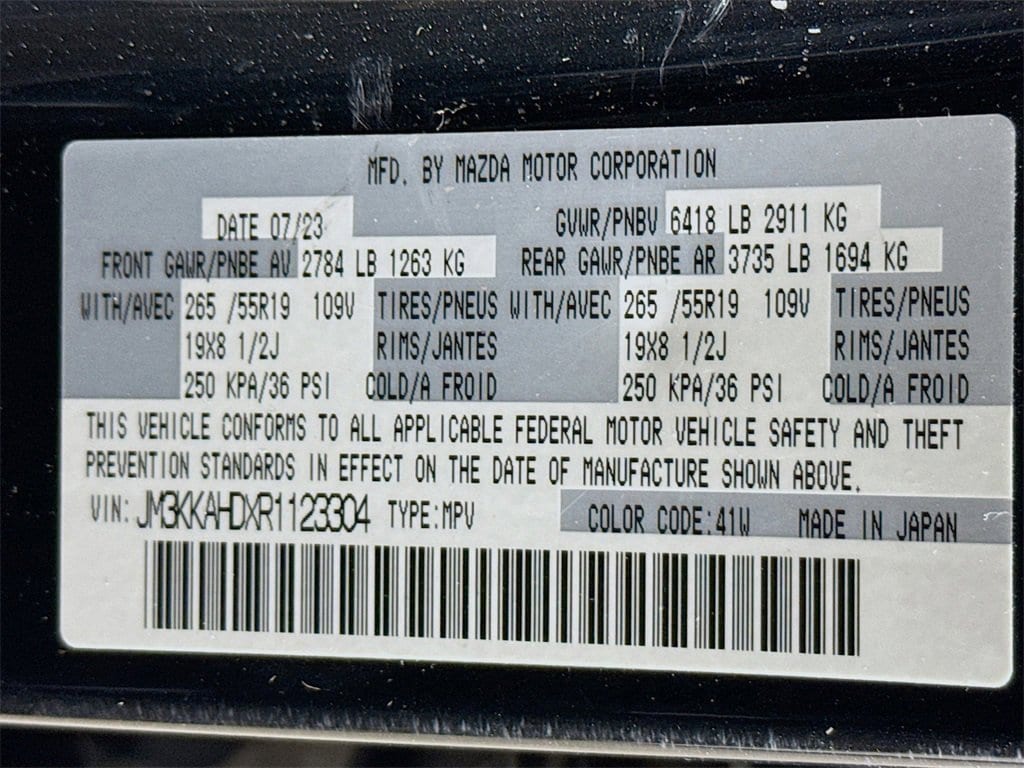 MFD. BY MAZDA MOTOR CORPORATION
DATE 07/23 GVWR/PNBV 6418 LB 2911 KG
FRONT GAWR/PNBE AV 2784 LB 1263 KG REAR GAWR/PNBE AR 3735 LB 1694 KG
WITH/AVEC 265 /55R19 109V TIRES/PNEUS WITH/AVEC 265 /55R19 109V TIRES/PNEUS
19X8 1/2J RIMS/JANTES 19X8 1/2J RIMS/JANTES
250 KPA/36 PSI COLD/A FROID 250 KPA/36 PSI COLD/A FROID
THIS VEHICLE CONFORMS TO ALL APPLICABLE FEDERAL MOTOR VEHICLE SAFETY AND THEFT
PREVENTION STANDARDS IN EFFECT ON THE DATE OF MANUFACTURE SHOWN ABOVE.
VIN: JM3KKAHDXR1123304 TYPE:MPV COLOR CODE:41W MADE IN JAPAN